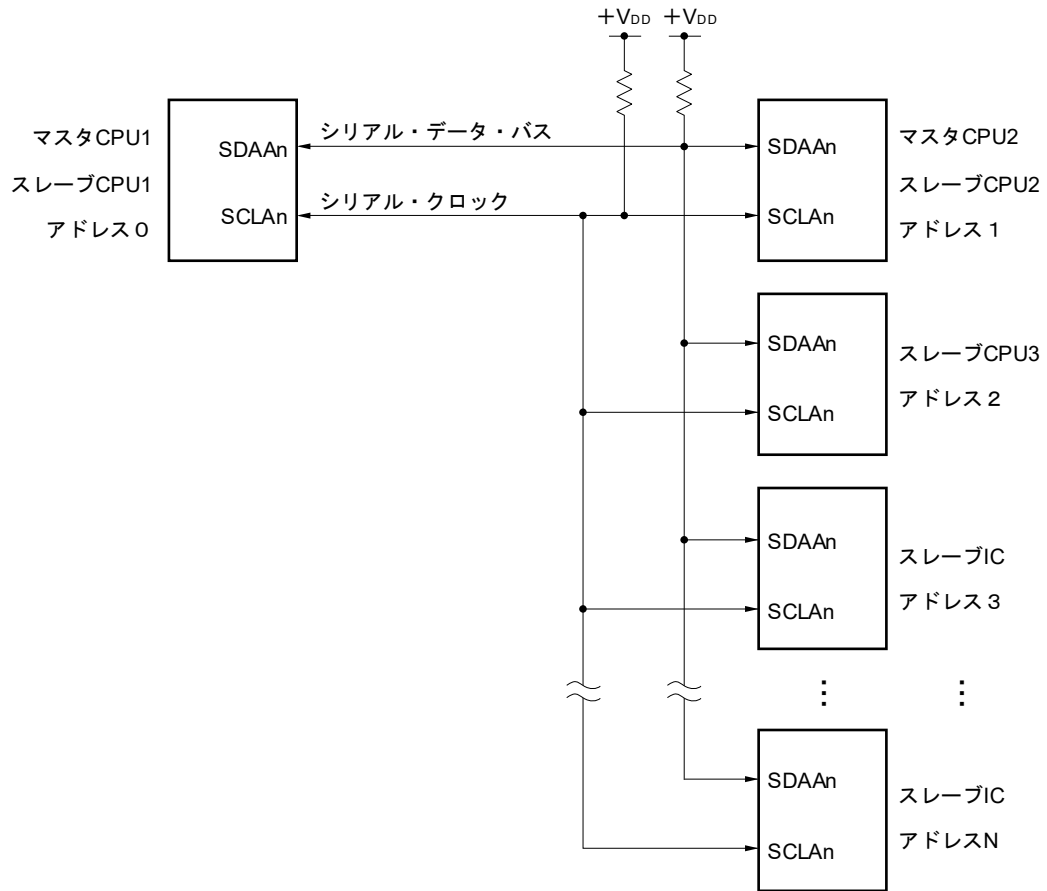 +VDD
+VDD
マスタCPU1
スレーブCPU1
アドレス0
SDAAn
SCLAn
シリアル・データ・バス
シリアル・クロック
SDAAn
SCLAn
マスタCPU2
スレーブCPU2
アドレス1
SDAAn
SCLAn
スレーブCPU3
アドレス2
SDAAn
SCLAn
スレーブIC
アドレス3
SDAAn
SCLAn
スレーブIC
アドレスN